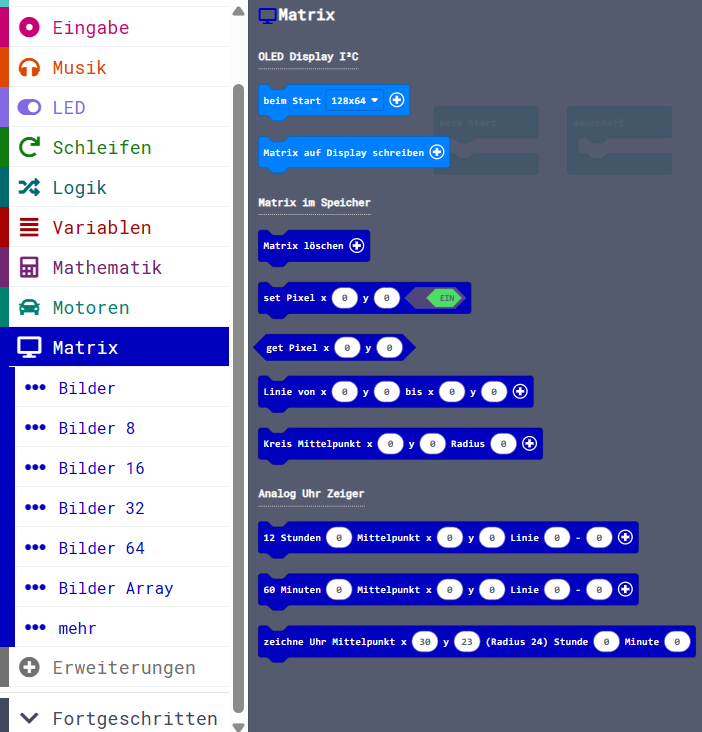 Eingabe
Musik
LED
Schleifen
Logik
Variablen
Mathematik
Motoren
Matrix
Bilder
Bilder 8
Bilder 16
Bilder 32
Bilder 64
Bilder Array
mehr
Erweiterungen
Fortgeschritten
Matrix
OLED Display I²C
beim Start 128x64
beim Start
dauerhaft
Matrix auf Display schreiben
Matrix im Speicher
Matrix löschen
set Pixel x 0 y 0 EIN
get Pixel x 0 y 0
Linie von x 0 y 0 bis x 0 y 0
Kreis Mittelpunkt x 0 y 0 Radius 0
Analog Uhr Zeiger
12 Stunden 0 Mittelpunkt x 0 y 0 Linie 0 - 0
60 Minuten 0 Mittelpunkt x 0 y 0 Linie 0 - 0
zeichne Uhr Mittelpunkt x 30 y 23 (Radius 24) Stunde 0 Minute 0